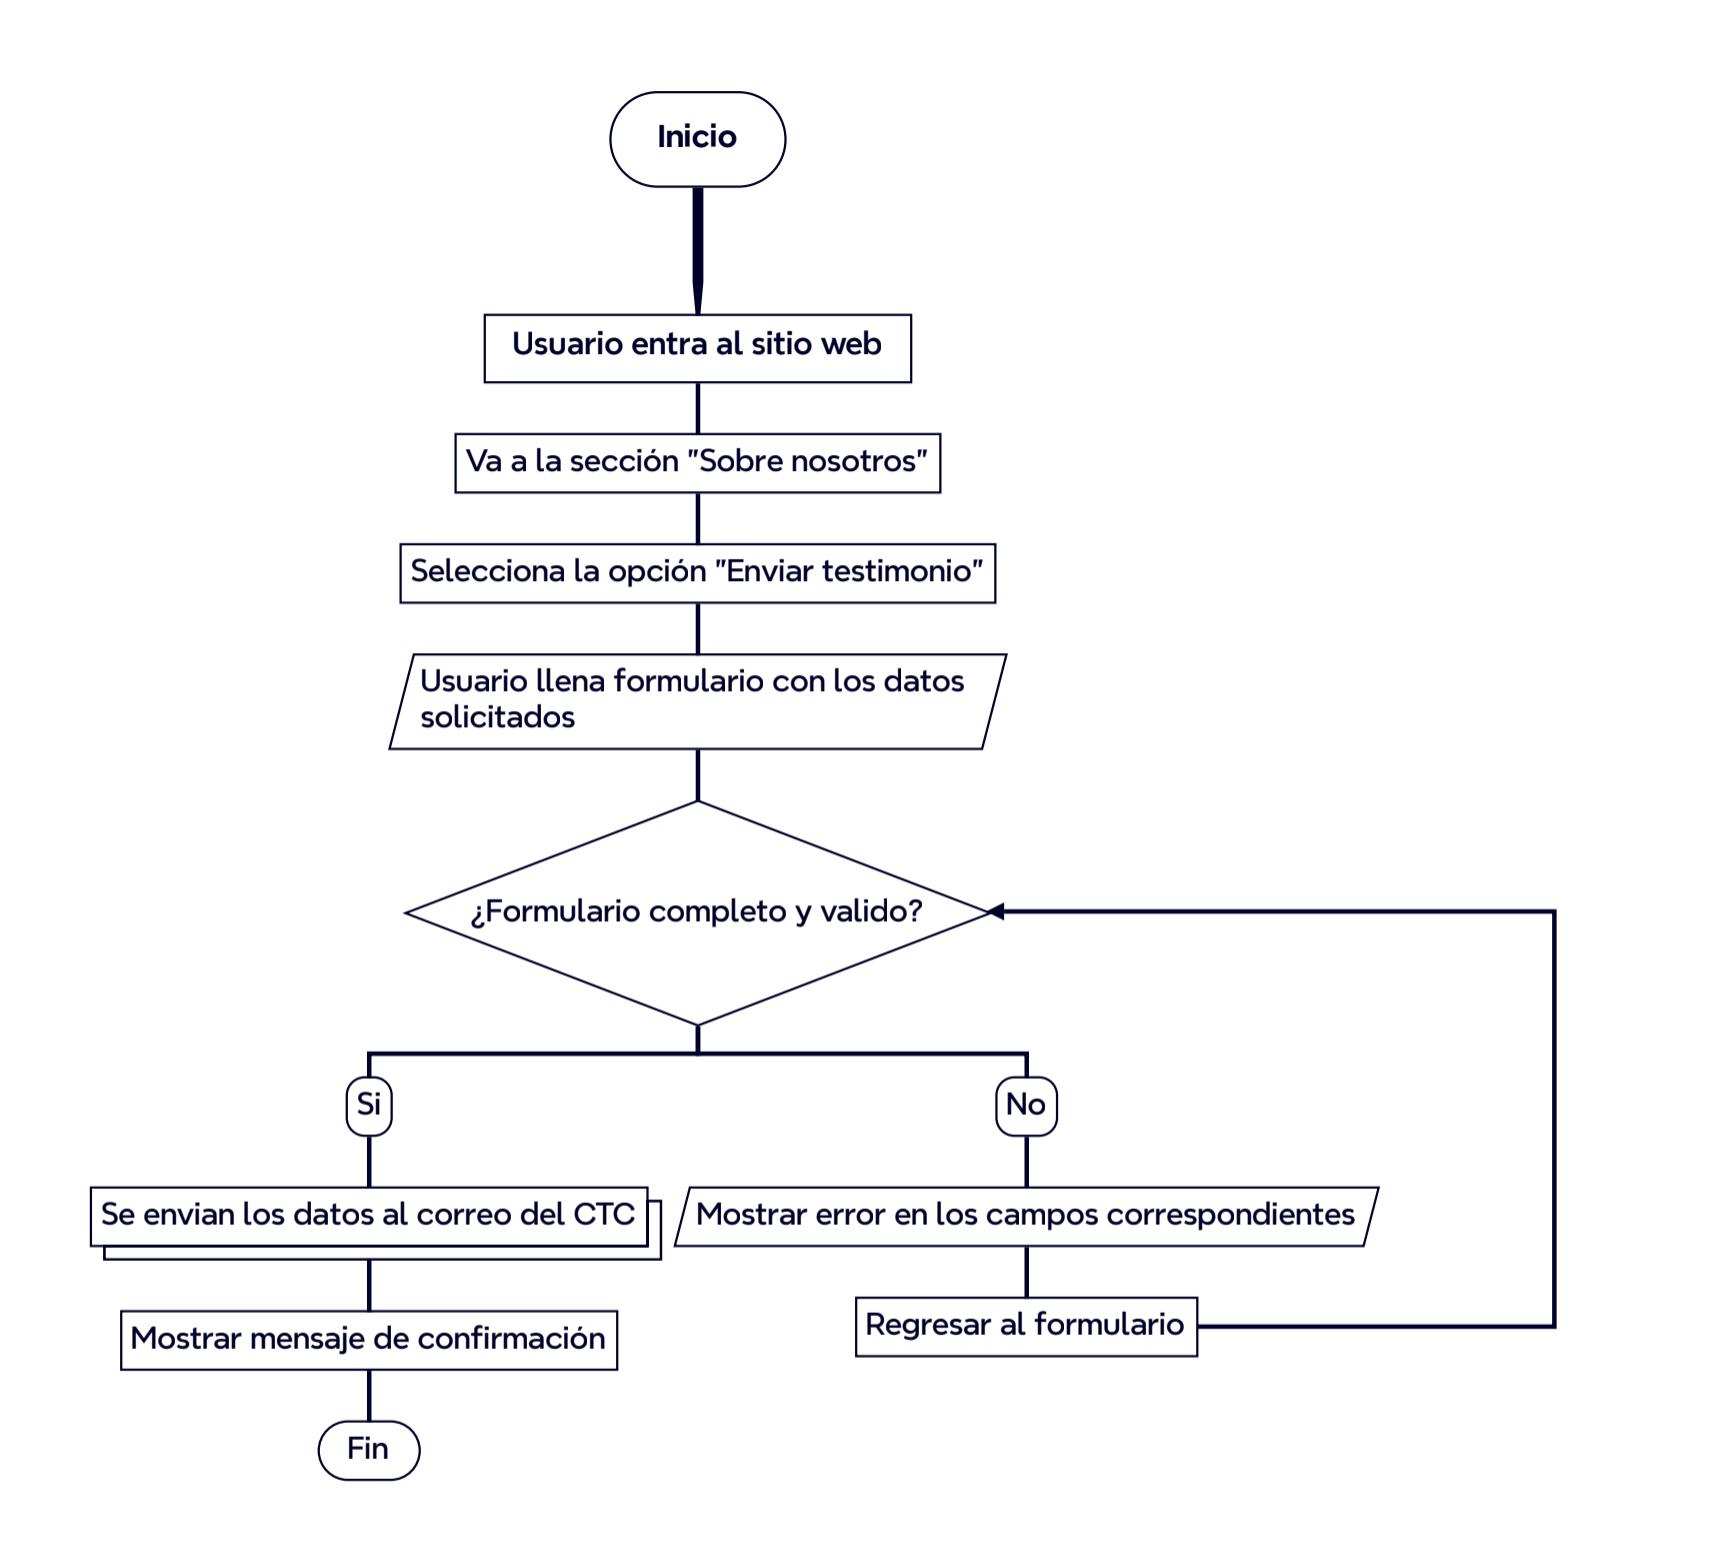 Inicio
Usuario entra al sitio web
Va a la sección "Sobre nosotros"
Selecciona la opción "Enviar testimonio"
Usuario llena formulario con los datos
solicitados
¿Formulario completo y valido?
Si
No
Se envian los datos al correo del CTC
Mostrar error en los campos correspondientes
Mostrar mensaje de confirmación
Regresar al formulario
Fin